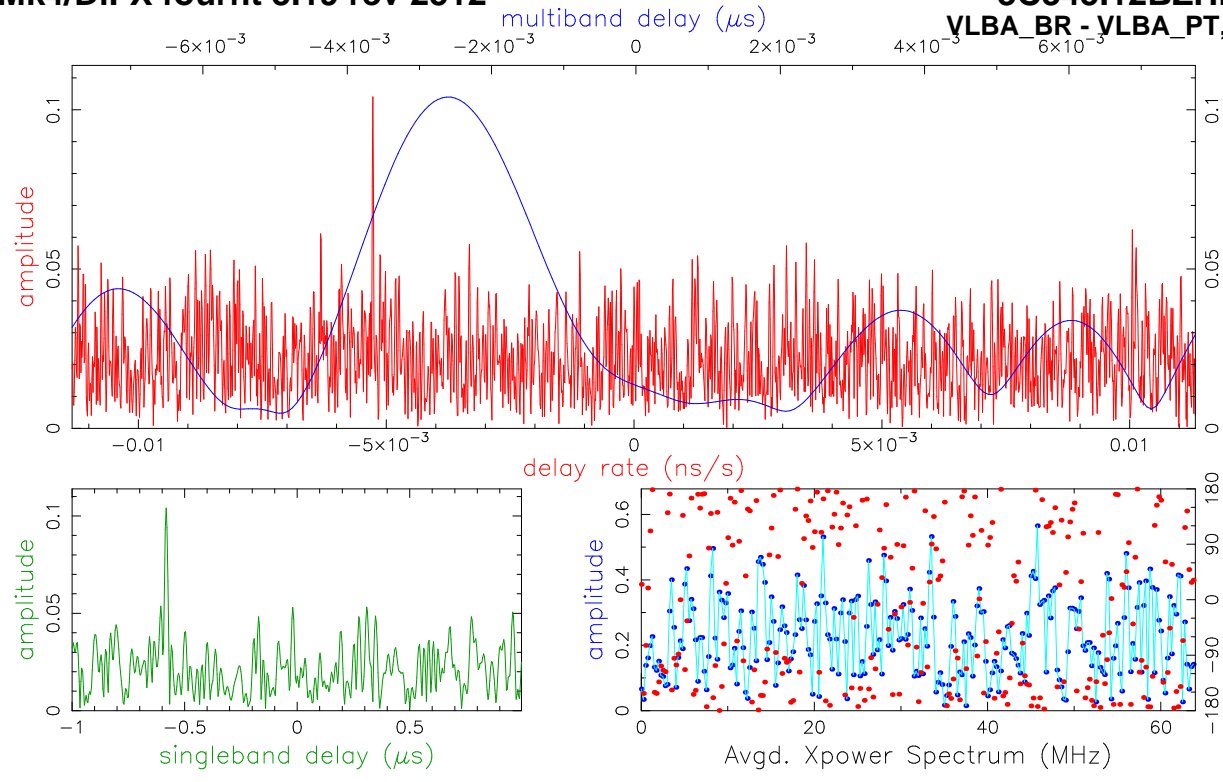 multiband delay (μs)
VLBA_BR - VLBA_PT,
−6×10⁻³ −4×10⁻³ −2×10⁻³ 0 2×10⁻³ 4×10⁻³ 6×10⁻³
amplitude
0 0.05 0.1
0 0.05 0.1
−0.01 −5×10⁻³ 0 5×10⁻³ 0.01
delay rate (ns/s)
amplitude
0 0.05 0.1
−1 −0.5 0 0.5
singleband delay (μs)
amplitude
0 0.2 0.4 0.6
−180 −90 0 90 180
0 20 40 60
Avgd. Xpower Spectrum (MHz)